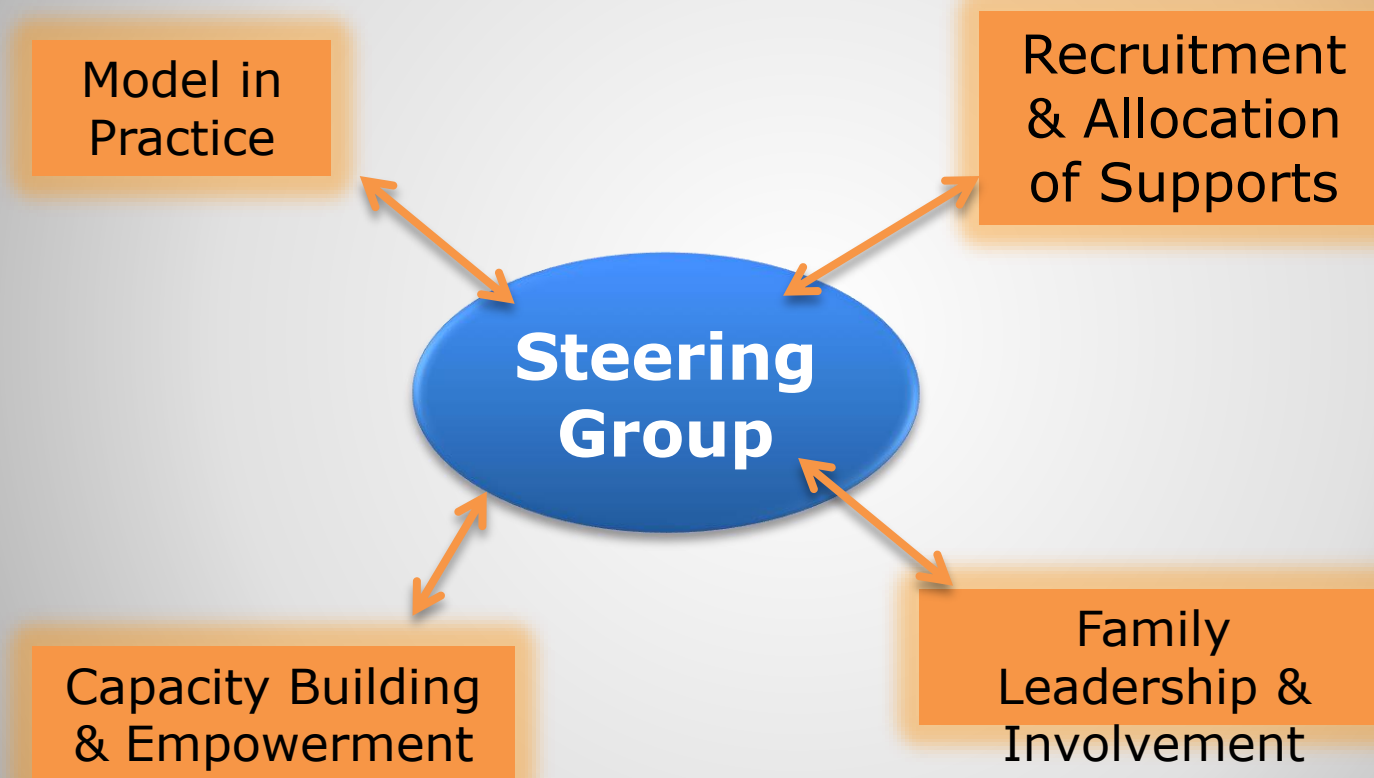 Model in
Practice
Recruitment
& Allocation
of Supports
Steering
Group
Capacity Building
& Empowerment
Family
Leadership &
Involvement